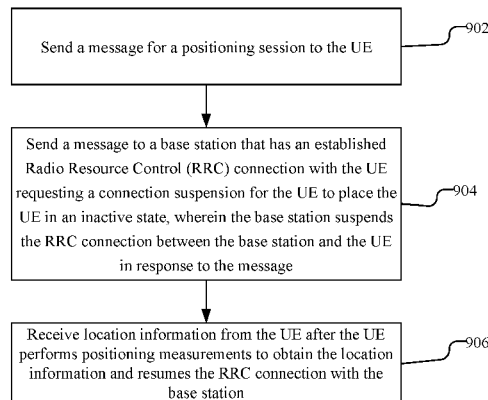 Send a message for a positioning session to the UE
902
Send a message to a base station that has an established
Radio Resource Control (RRC) connection with the UE
requesting a connection suspension for the UE to place the
UE in an inactive state, wherein the base station suspends
the RRC connection between the base station and the UE
in response to the message
904
Receive location information from the UE after the UE
performs positioning measurements to obtain the location
information and resumes the RRC connection with the
base station
906